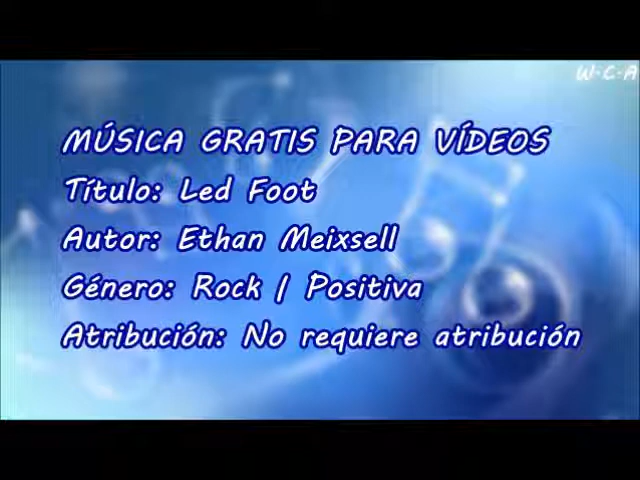 W-C-A
MÚSICA GRATIS PARA VÍDEOS
Título: Led Foot
Autor: Ethan Meixsell
Género: Rock / Positiva
Atribución: No requiere atribución